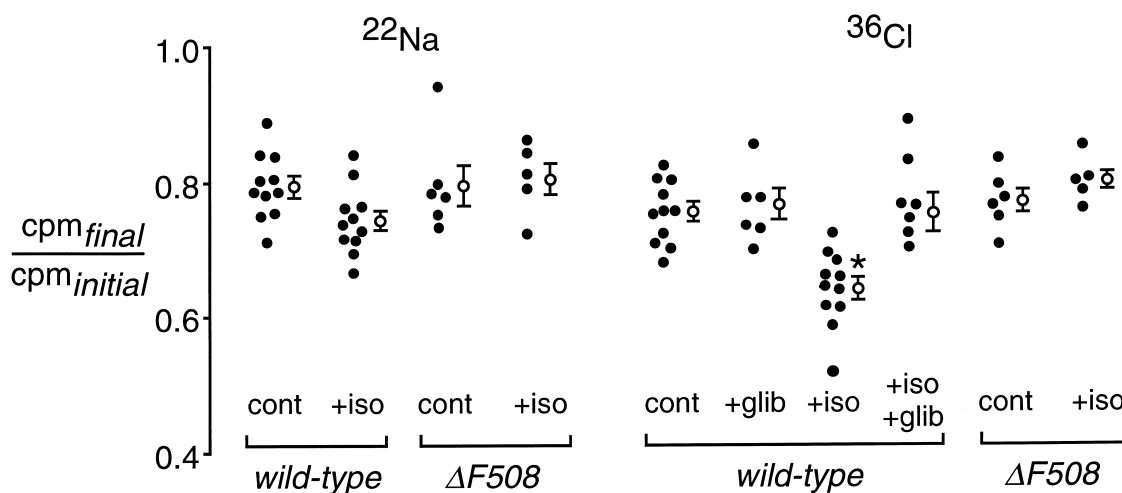 22Na
36Cl
1.0
0.8
0.6
0.4
cpmfinal
cpminitial
*
cont +iso cont +iso
cont +glib +iso +iso
+glib
cont +iso
wild-type ΔF508 wild-type ΔF508